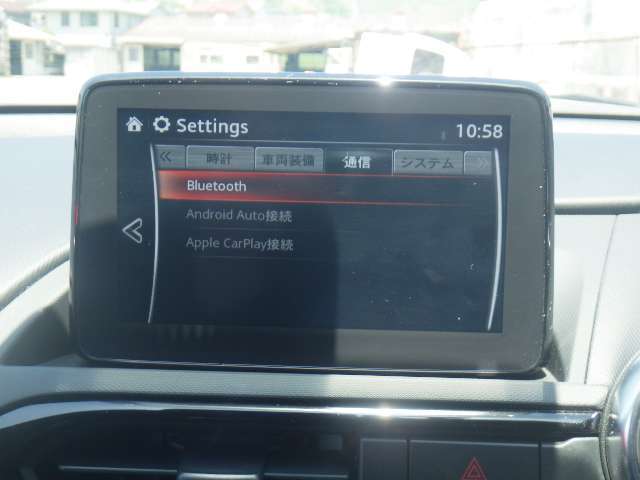 Settings 10:58
時計 車両装備 通信 システム
Bluetooth
Android Auto接続
Apple CarPlay接続